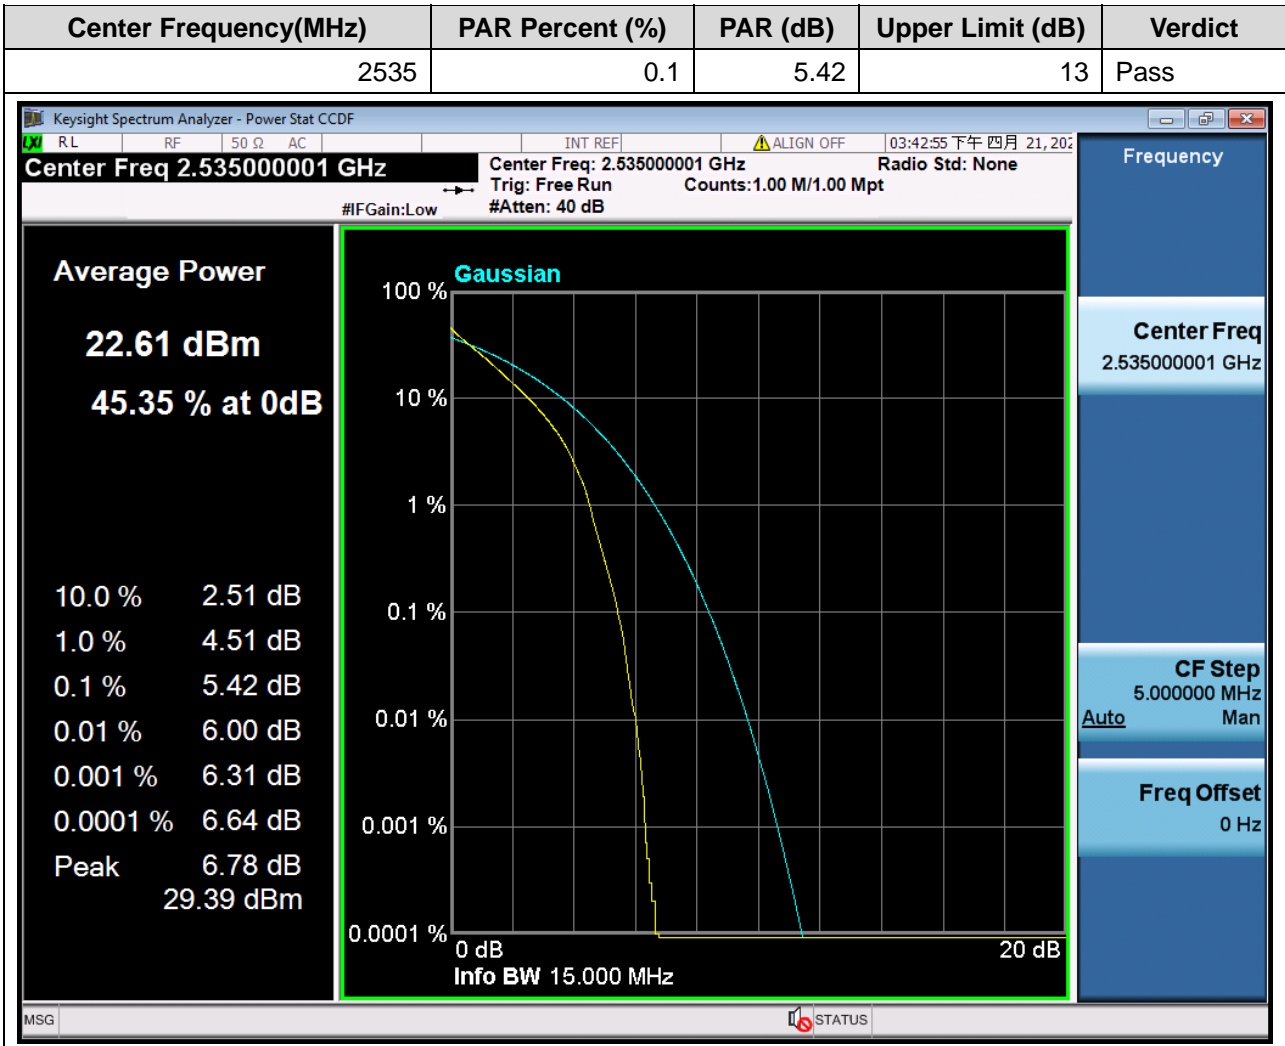 Center Frequency(MHz) PAR Percent (%) PAR (dB) Upper Limit (dB) Verdict
2535 0.1 5.42 13 Pass
Keysight Spectrum Analyzer - Power Stat CCDF
LXI RL RF 50 Ω AC INT REF ALIGN OFF 03:42:55 下午 四月 21, 202
Center Freq 2.535000001 GHz
Center Freq: 2.535000001 GHz Radio Std: None
Trig: Free Run Counts:1.00 M/1.00 Mpt
#IFGain:Low #Atten: 40 dB
Average Power
22.61 dBm
45.35 % at 0dB
10.0 % 2.51 dB
1.0 % 4.51 dB
0.1 % 5.42 dB
0.01 % 6.00 dB
0.001 % 6.31 dB
0.0001 % 6.64 dB
Peak 6.78 dB
29.39 dBm
Gaussian
100 %
10 %
1 %
0.1 %
0.01 %
0.001 %
0.0001 %
0 dB 20 dB
Info BW 15.000 MHz
Frequency
Center Freq
2.535000001 GHz
CF Step
5.000000 MHz
Auto Man
Freq Offset
0 Hz
MSG STATUS